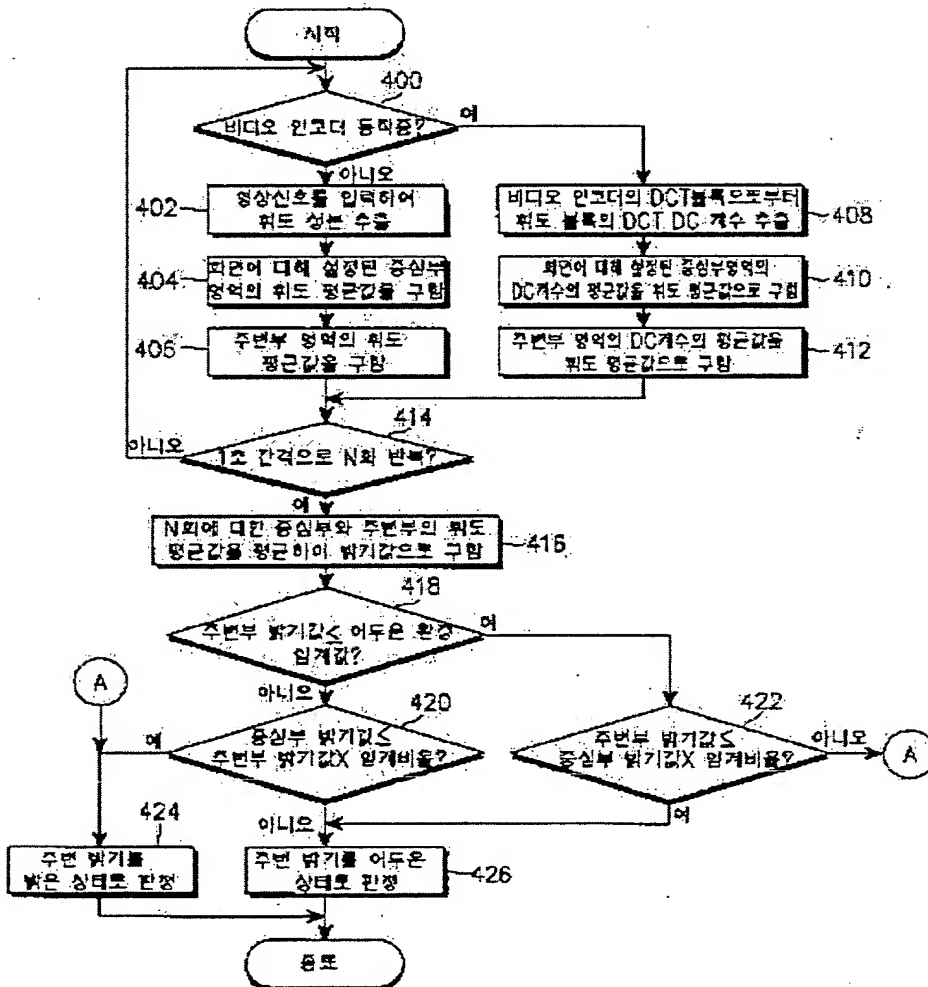 시작
400
비디오 인코더 동작중?
예
아니오
402
영상신호를 입력하여
휘도 성분 추출
비디오 인코더의 DCT블록으로부터
휘도 블록의 DCT DC 계수 추출
408
404
화면에 대해 설정된 중심부
영역의 휘도 평균값을 구함
화면에 대해 설정된 중심부영역의
DC계수의 평균값을 휘도 평균값으로 구함
410
406
주변부 영역의 휘도
평균값을 구함
주변부 영역의 DC계수의 평균값을
휘도 평균값으로 구함
412
414
아니오
1초 간격으로 N회 반복?
예
N회에 대한 중심부와 주변부의 휘도
평균값을 평균하여 밝기값으로 구함
416
418
주변부 밝기값≤ 어두운 환경
임계값?
예
아니오
A
420
중심부 밝기값≤
주변부 밝기값X 임계비율?
예
422
주변부 밝기값≤
중심부 밝기값X 임계비율?
아니오
A
아니오
예
424
주변 밝기를
밝은 상태로 판정
주변 밝기를 어두운
상태로 판정
426
종료